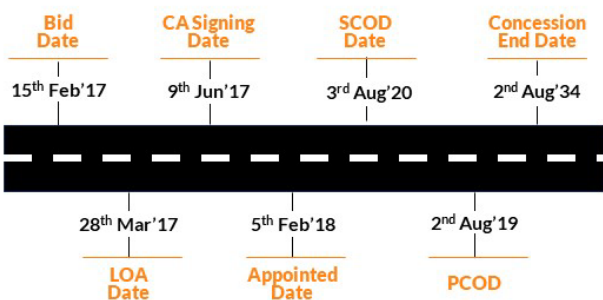 Bid
Date
CA Signing
Date
SCOD
Date
Concession
End Date
15th Feb'17
9th Jun'17
3rd Aug'20
2nd Aug'34
28th Mar'17
5th Feb'18
2nd Aug'19
LOA
Date
Appointed
Date
PCOD